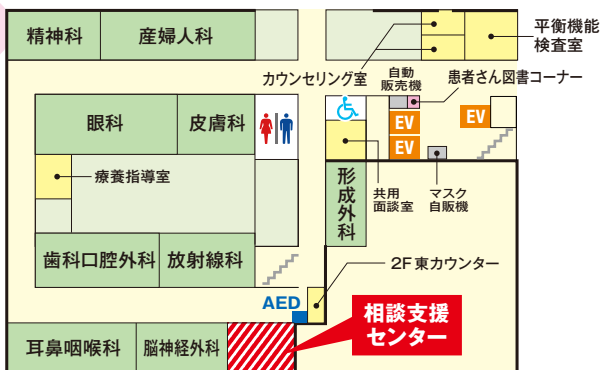 精神科
産婦人科
平衡機能
検査室
カウンセリング室
自動
販売機
患者さん図書コーナー
眼科
皮膚科
EV
EV
EV
療養指導室
形成外科
共用
面談室
マスク
自販機
歯科口腔外科
放射線科
2F東カウンター
AED
相談支援
センター
耳鼻咽喉科
脳神経外科